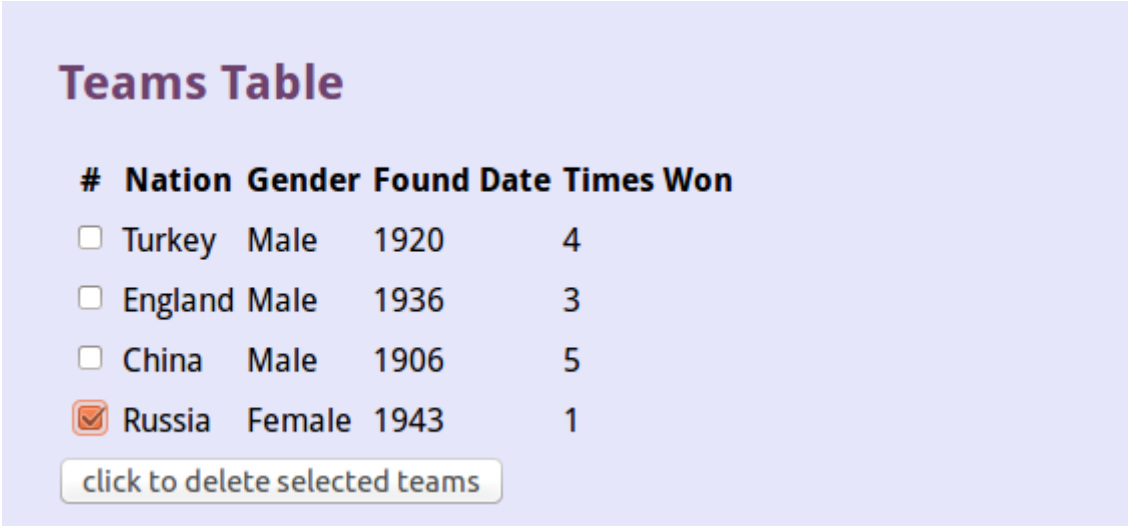 Teams Table
# Nation Gender Found Date Times Won
Turkey Male 1920 4
England Male 1936 3
China Male 1906 5
Russia Female 1943 1
click to delete selected teams